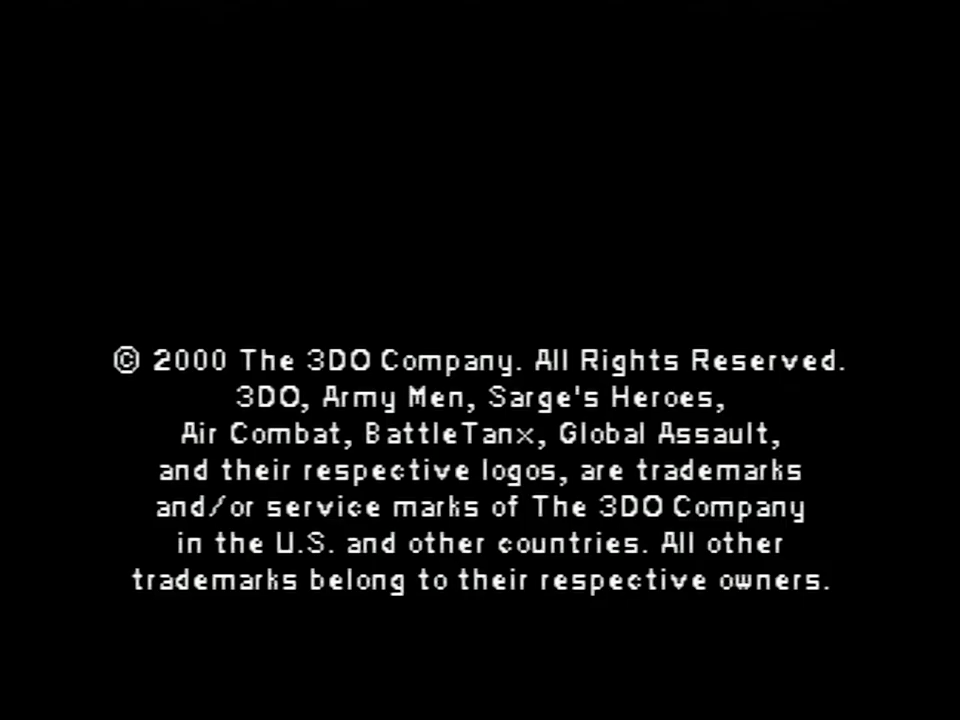 © 2000 The 3DO Company. All Rights Reserved.
3DO, Army Men, Sarge's Heroes,
Air Combat, BattleTanx, Global Assault,
and their respective logos, are trademarks
and/or service marks of The 3DO Company
in the U.S. and other countries. All other
trademarks belong to their respective owners.